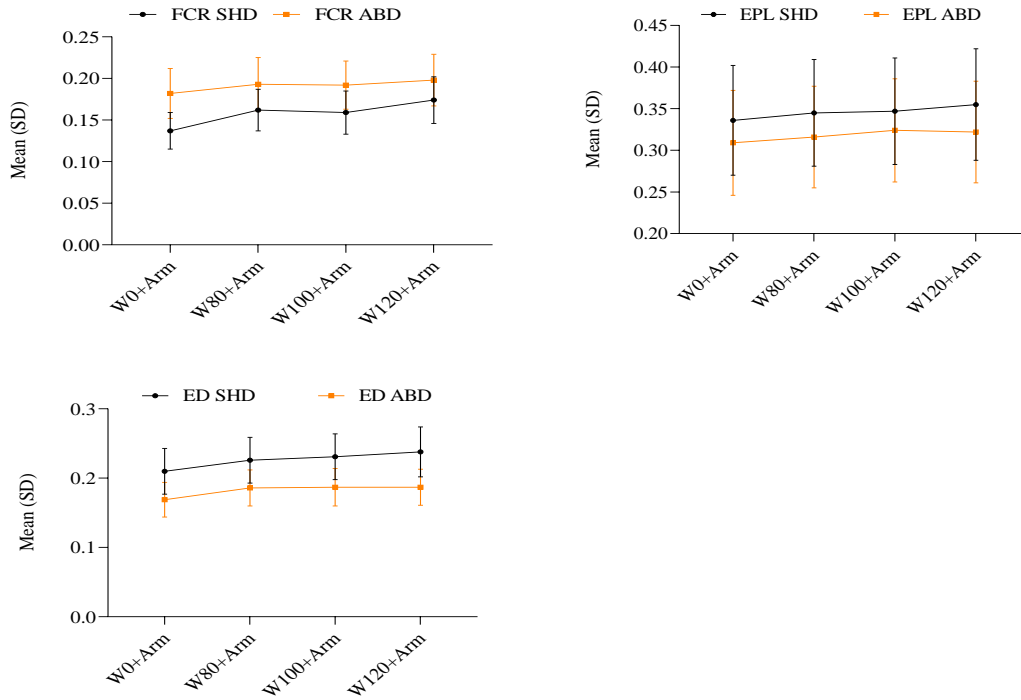 FCR SHD FCR ABD
Mean (SD)
0.25
0.20
0.15
0.10
0.05
0.00
W0+Arm
W80+Arm
W100+Arm
W120+Arm
EPL SHD EPL ABD
Mean (SD)
0.45
0.40
0.35
0.30
0.25
0.20
W0+Arm
W80+Arm
W100+Arm
W120+Arm
ED SHD ED ABD
Mean (SD)
0.3
0.2
0.1
0.0
W0+Arm
W80+Arm
W100+Arm
W120+Arm